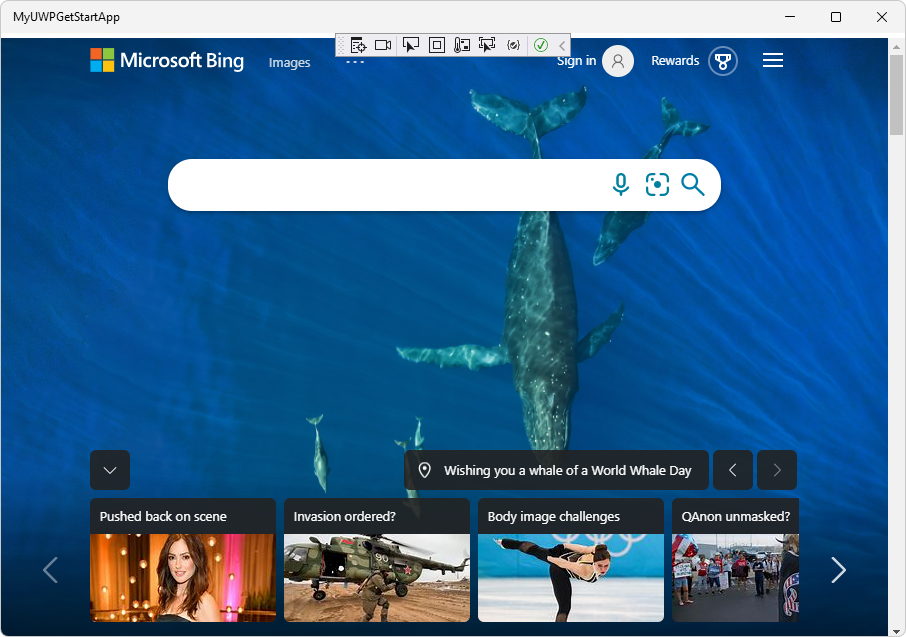 MyUWPGetStartApp
Microsoft Bing
Images
Sign in
Rewards
Wishing you a whale of a World Whale Day
Pushed back on scene
Invasion ordered?
Body image challenges
QAnon unmasked?